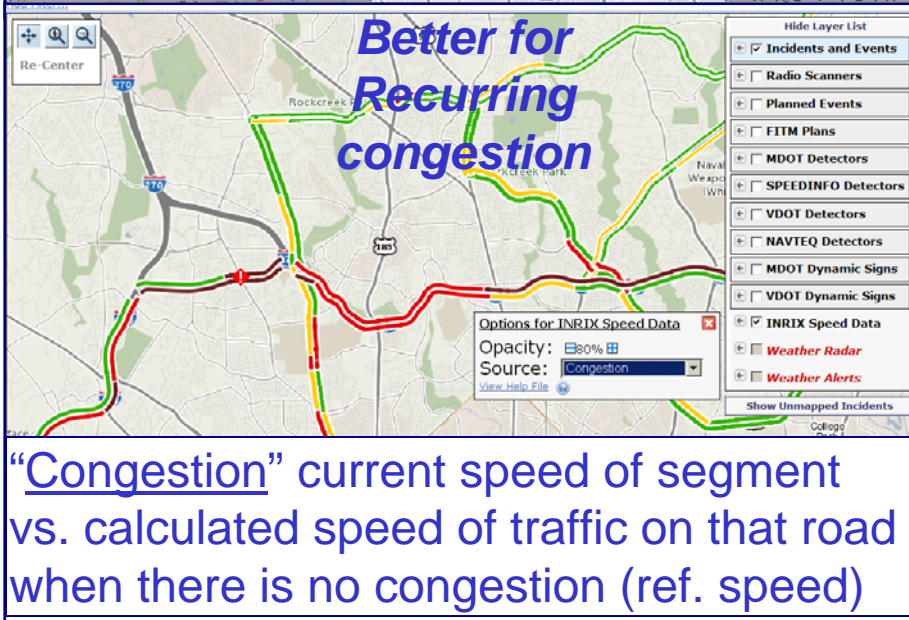 Better for
Recurring
congestion
Re-Center
270
Rockcreek
270
185
Naval
Weapo
Hide Layer List
Incidents and Events
Radio Scanners
Planned Events
FITM Plans
MDOT Detectors
SPEEDINFO Detectors
VDOT Detectors
NAVTEQ Detectors
MDOT Dynamic Signs
VDOT Dynamic Signs
INRIX Speed Data
Weather Radar
Weather Alerts
Show Unmapped Incidents
College
Options for INRIX Speed Data
Opacity: 80%
Source: Congestion
View Help File
“Congestion” current speed of segment
vs. calculated speed of traffic on that road
when there is no congestion (ref. speed)